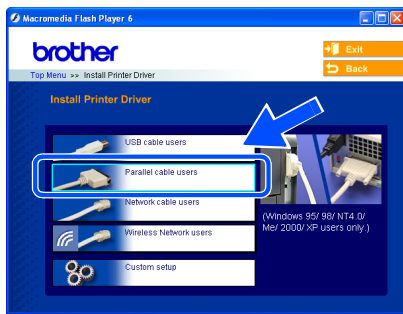 Macromedia Flash Player 6
brother
Exit
Back
Top Menu >> Install Printer Driver
Install Printer Driver
USB cable users
Parallel cable users
Network cable users
Wireless Network users
Custom setup
(Windows 95/ 98/ NT4.0/
Me/ 2000/ XP users only.)